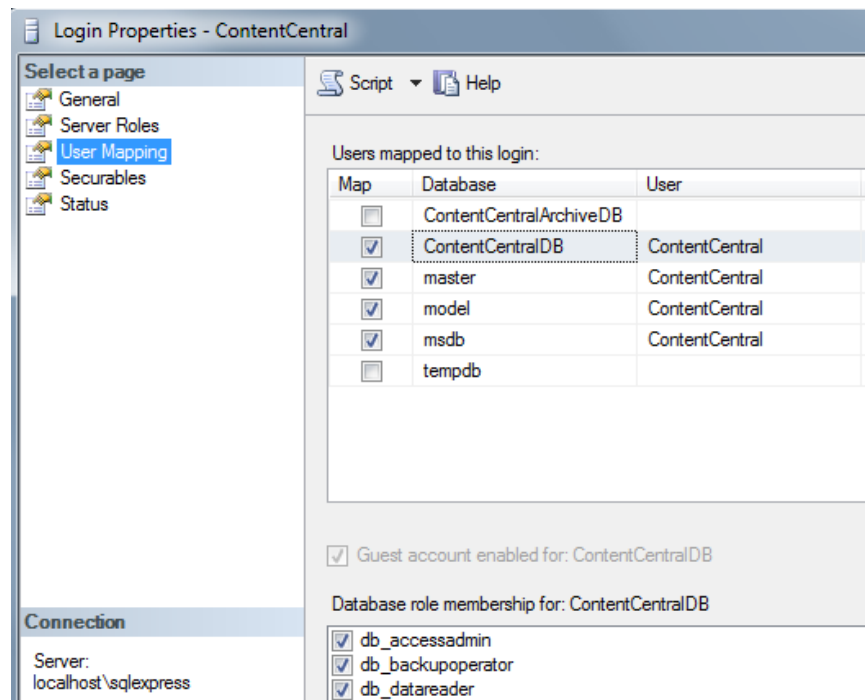 Login Properties - ContentCentral
Select a page
General
Server Roles
User Mapping
Securables
Status
Script Help
Users mapped to this login:
Map Database User
ContentCentralArchiveDB
ContentCentralDB ContentCentral
master ContentCentral
model ContentCentral
msdb ContentCentral
tempdb
Guest account enabled for: ContentCentralDB
Database role membership for: ContentCentralDB
db_accessadmin
db_backupoperator
db_datareader
Connection
Server:
localhost\sqlexpress